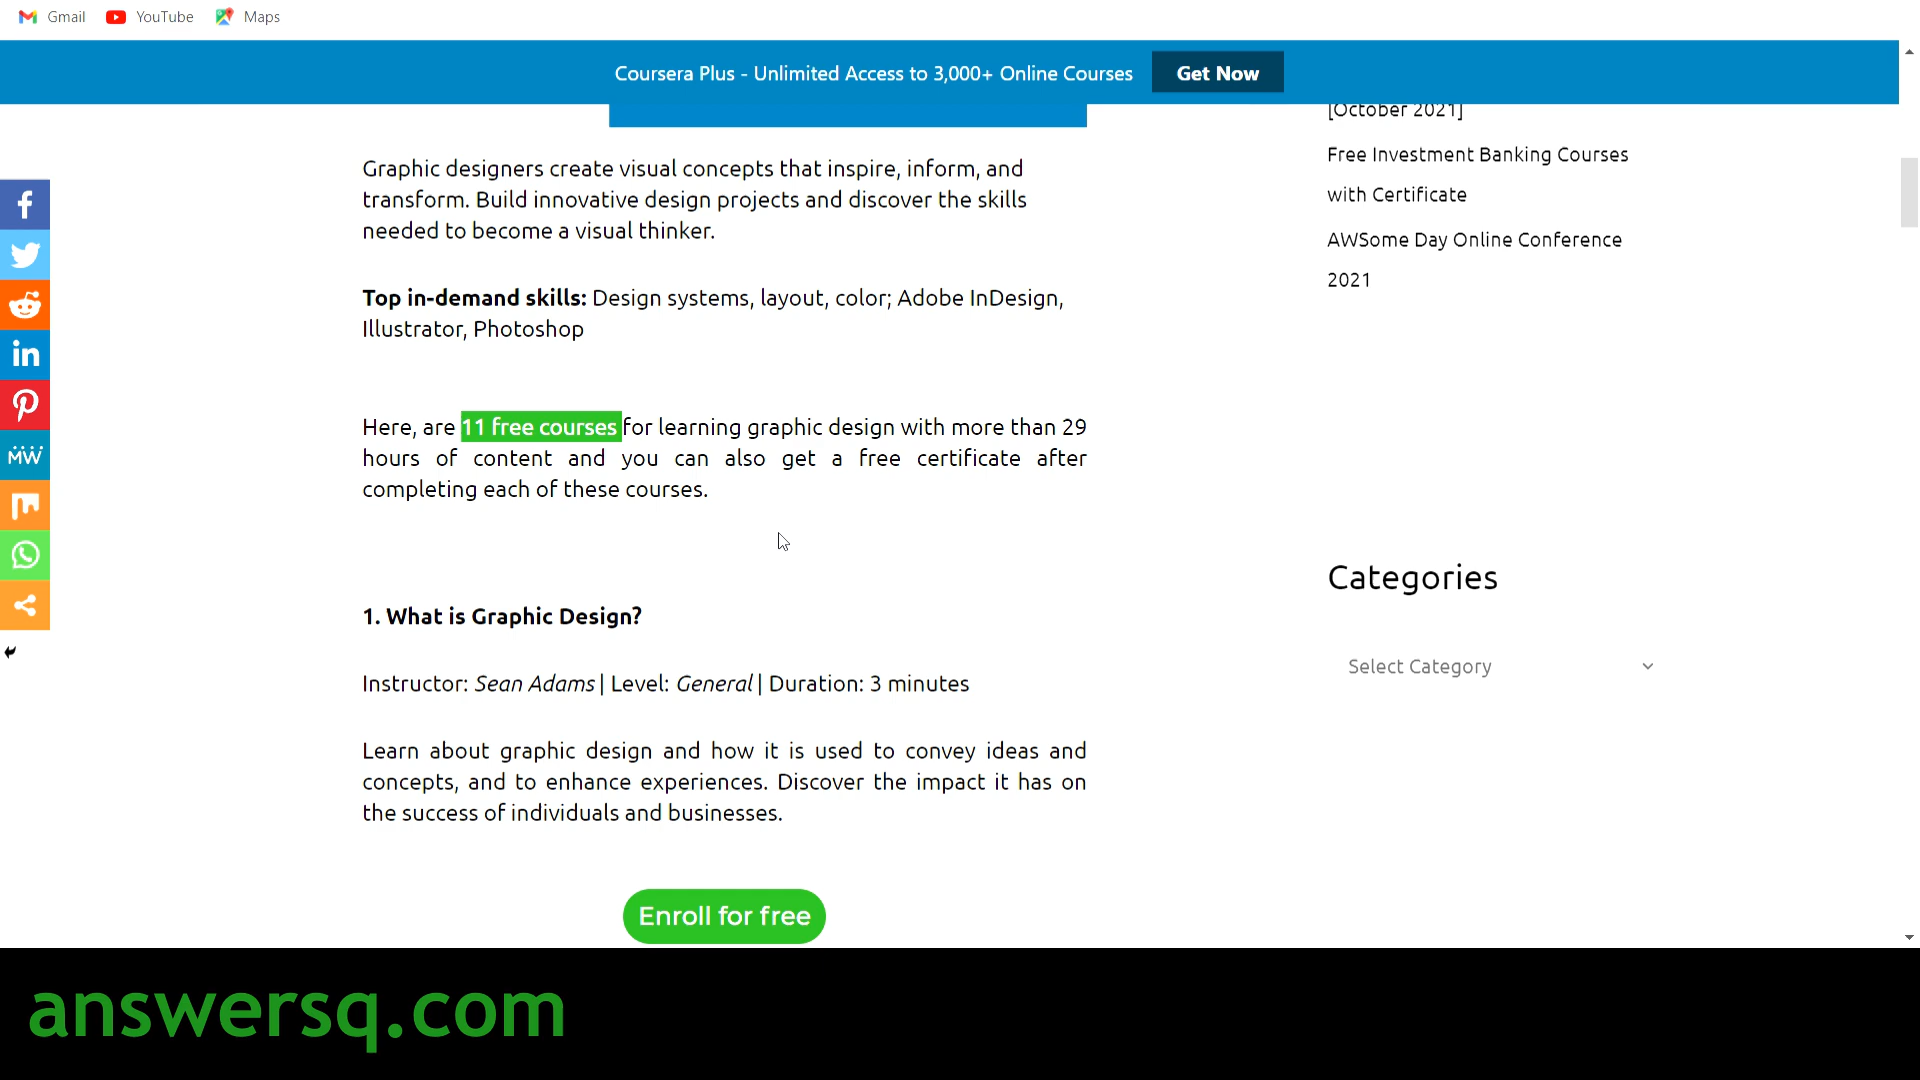 Gmail YouTube Maps
Coursera Plus - Unlimited Access to 3,000+ Online Courses Get Now
[October 2021]
Free Investment Banking Courses
with Certificate
AWSome Day Online Conference
2021
Graphic designers create visual concepts that inspire, inform, and
transform. Build innovative design projects and discover the skills
needed to become a visual thinker.
Top in-demand skills: Design systems, layout, color; Adobe InDesign,
Illustrator, Photoshop
Here, are 11 free courses for learning graphic design with more than 29
hours of content and you can also get a free certificate after
completing each of these courses.
1. What is Graphic Design?
Instructor: Sean Adams | Level: General | Duration: 3 minutes
Learn about graphic design and how it is used to convey ideas and
concepts, and to enhance experiences. Discover the impact it has on
the success of individuals and businesses.
Enroll for free
Categories
Select Category
in
MW
answersq.com